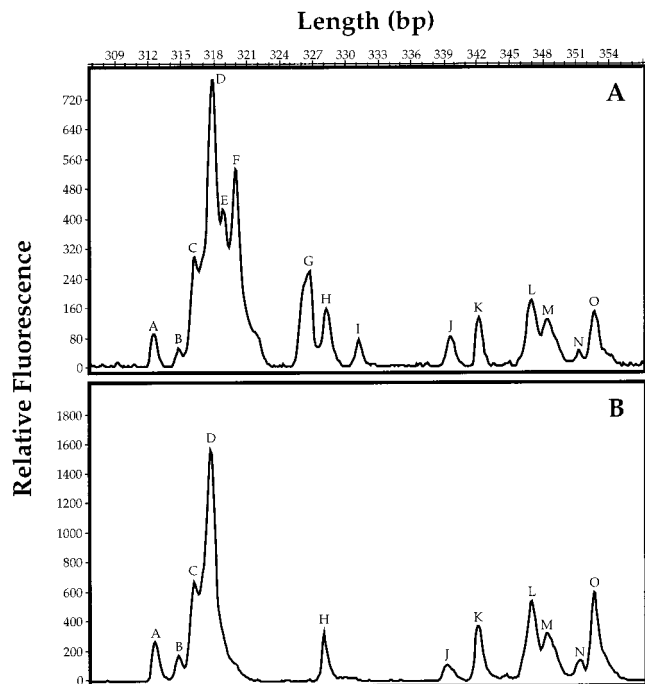 Length (bp)
309 312 315 318 321 324 327 330 333 336 339 342 345 348 351 354
A
720
640
560
480
400
320
240
160
80
0
A B C D E F G H I J K L M N O
Relative Fluorescence
B
1800
1600
1400
1200
1000
800
600
400
200
0
A B C D H J K L M N O